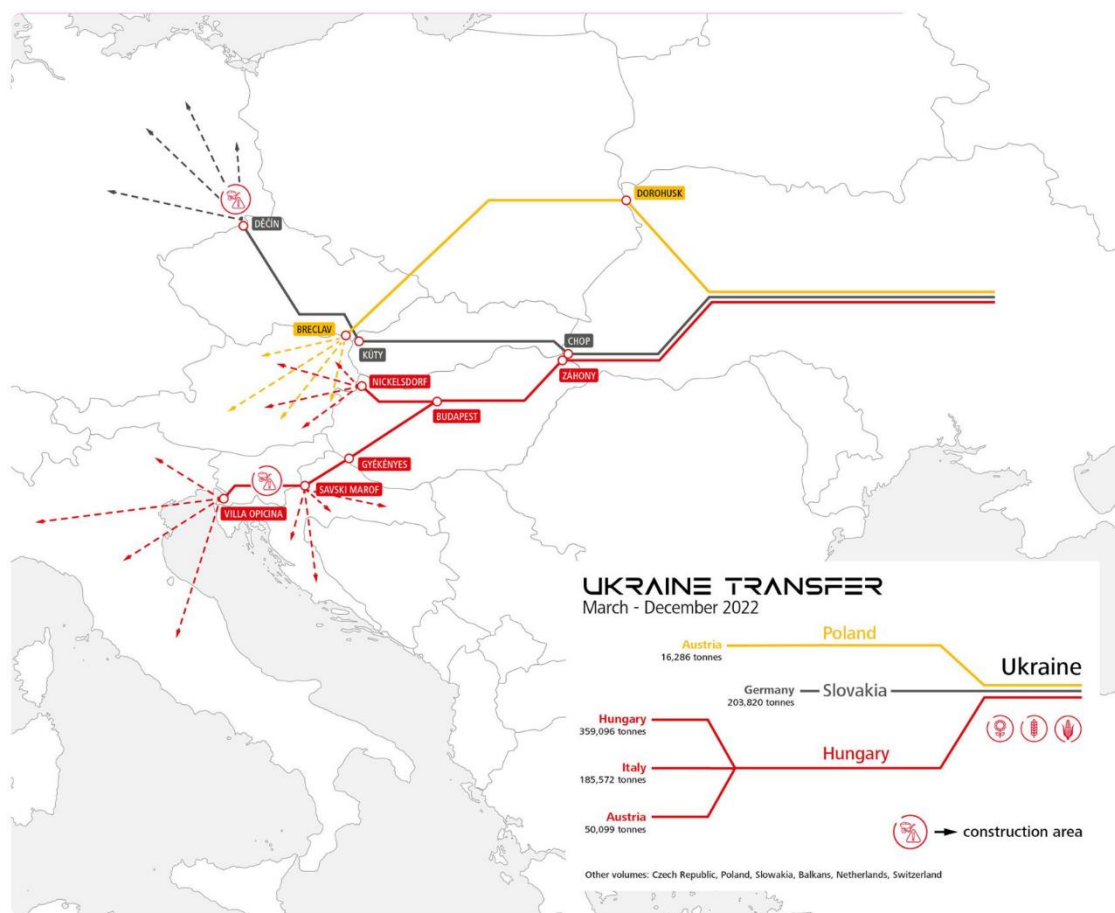 DOROHUSK
DĚČÍN
BRECLAV
KÚTY
CHOP
ZÁHONY
NICKELSDORF
BUDAPEST
GYÉKÉNYES
SAVSKI MAROF
VILLA OPICINA
UKRAINE TRANSFER
March - December 2022
Poland
Austria
16,286 tonnes
Ukraine
Germany
203,820 tonnes
Slovakia
Hungary
359,096 tonnes
Hungary
Italy
185,572 tonnes
Austria
50,099 tonnes
construction area
Other volumes: Czech Republic, Poland, Slowakia, Balkans, Netherlands, Switzerland